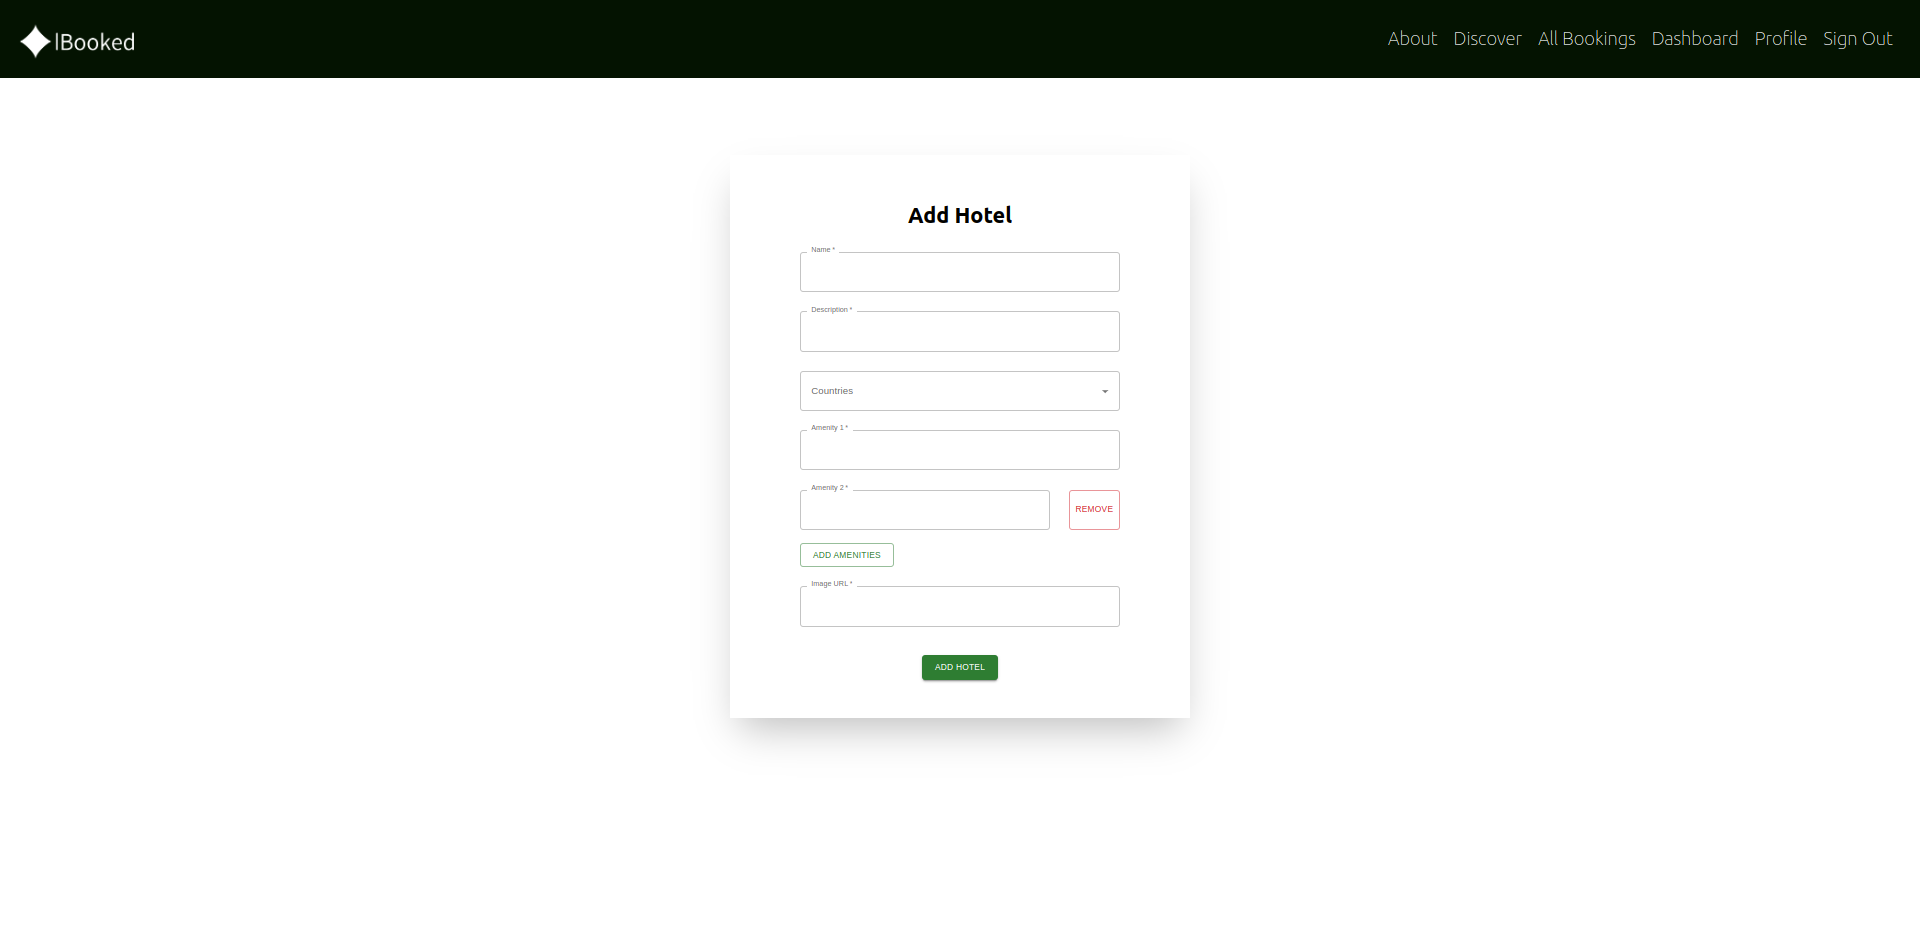 |Booked
About Discover All Bookings Dashboard Profile Sign Out
Add Hotel
Name *
Description *
Countries
Amenity 1 *
Amenity 2 *
REMOVE
ADD AMENITIES
Image URL *
ADD HOTEL